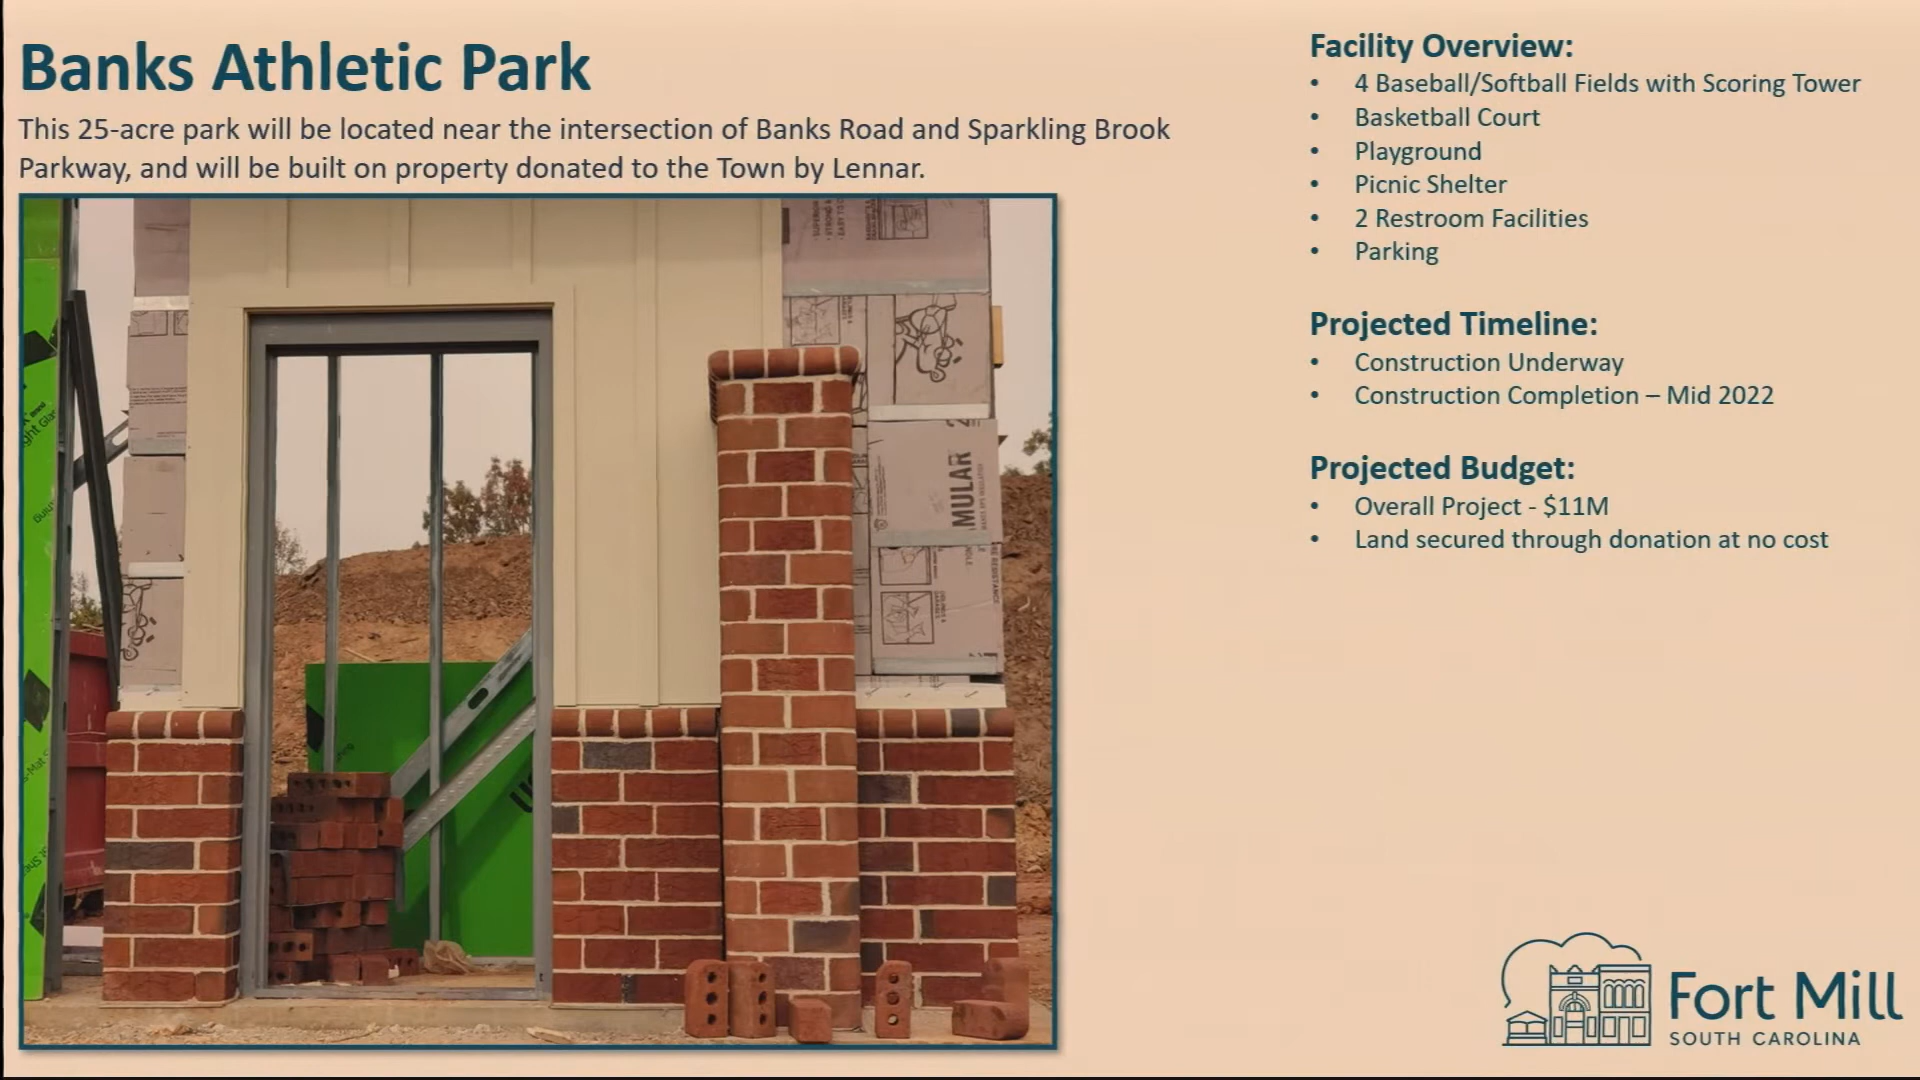 Banks Athletic Park
This 25-acre park will be located near the intersection of Banks Road and Sparkling Brook
Parkway, and will be built on property donated to the Town by Lennar.
Facility Overview:
• 4 Baseball/Softball Fields with Scoring Tower
• Basketball Court
• Playground
• Picnic Shelter
• 2 Restroom Facilities
• Parking
Projected Timeline:
• Construction Underway
• Construction Completion – Mid 2022
Projected Budget:
• Overall Project - $11M
• Land secured through donation at no cost
MULAR
Fort Mill
SOUTH CAROLINA